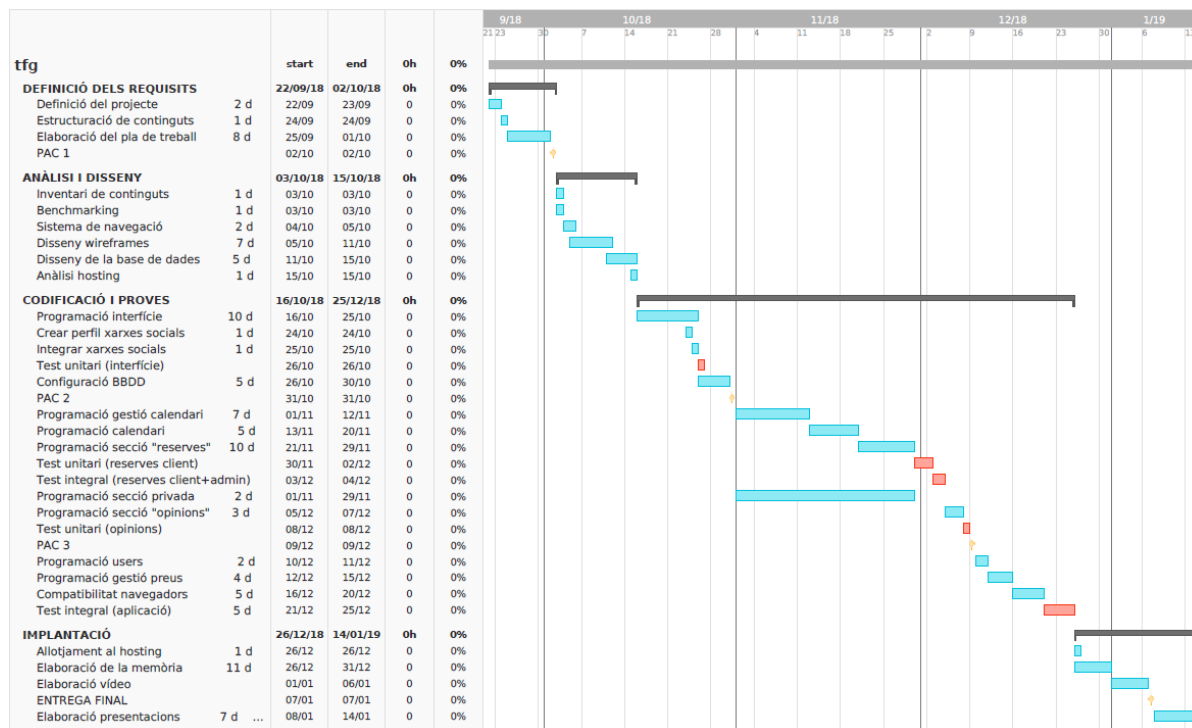 9/18 10/18 11/18 12/18 1/19
21 23 30 7 14 21 28 4 11 18 25 2 9 16 23 30 6 13
tfg start end 0h 0%
DEFINICIÓ DELS REQUISITS 22/09/18 02/10/18 0h 0%
Definició del projecte 2 d 22/09 23/09 0 0%
Estructuració de continguts 1 d 24/09 24/09 0 0%
Elaboració del pla de treball 8 d 25/09 01/10 0 0%
PAC 1 02/10 02/10 0 0%
ANÀLISI I DISSENY 03/10/18 15/10/18 0h 0%
Inventari de continguts 1 d 03/10 03/10 0 0%
Benchmarking 1 d 03/10 03/10 0 0%
Sistema de navegació 2 d 04/10 05/10 0 0%
Disseny wireframes 7 d 05/10 11/10 0 0%
Disseny de la base de dades 5 d 11/10 15/10 0 0%
Anàlisi hosting 1 d 15/10 15/10 0 0%
CODIFICACIÓ I PROVES 16/10/18 25/12/18 0h 0%
Programació interfície 10 d 16/10 25/10 0 0%
Crear perfil xarxes socials 1 d 24/10 24/10 0 0%
Integrar xarxes socials 1 d 25/10 25/10 0 0%
Test unitari (interfície) 26/10 26/10 0 0%
Configuració BBDD 5 d 26/10 30/10 0 0%
PAC 2 31/10 31/10 0 0%
Programació gestió calendari 7 d 01/11 12/11 0 0%
Programació calendari 5 d 13/11 20/11 0 0%
Programació secció "reserves" 10 d 21/11 29/11 0 0%
Test unitari (reserves client) 30/11 02/12 0 0%
Test integral (reserves client+admin) 03/12 04/12 0 0%
Programació secció privada 2 d 01/11 29/11 0 0%
Programació secció "opinions" 3 d 05/12 07/12 0 0%
Test unitari (opinions) 08/12 08/12 0 0%
PAC 3 09/12 09/12 0 0%
Programació users 2 d 10/12 11/12 0 0%
Programació gestió preus 4 d 12/12 15/12 0 0%
Compatibilitat navegadors 5 d 16/12 20/12 0 0%
Test integral (aplicació) 5 d 21/12 25/12 0 0%
IMPLANTACIÓ 26/12/18 14/01/19 0h 0%
Allotjament al hosting 1 d 26/12 26/12 0 0%
Elaboració de la memòria 11 d 26/12 31/12 0 0%
Elaboració vídeo 01/01 06/01 0 0%
ENTREGA FINAL 07/01 07/01 0 0%
Elaboració presentacions 7 d ... 08/01 14/01 0 0%